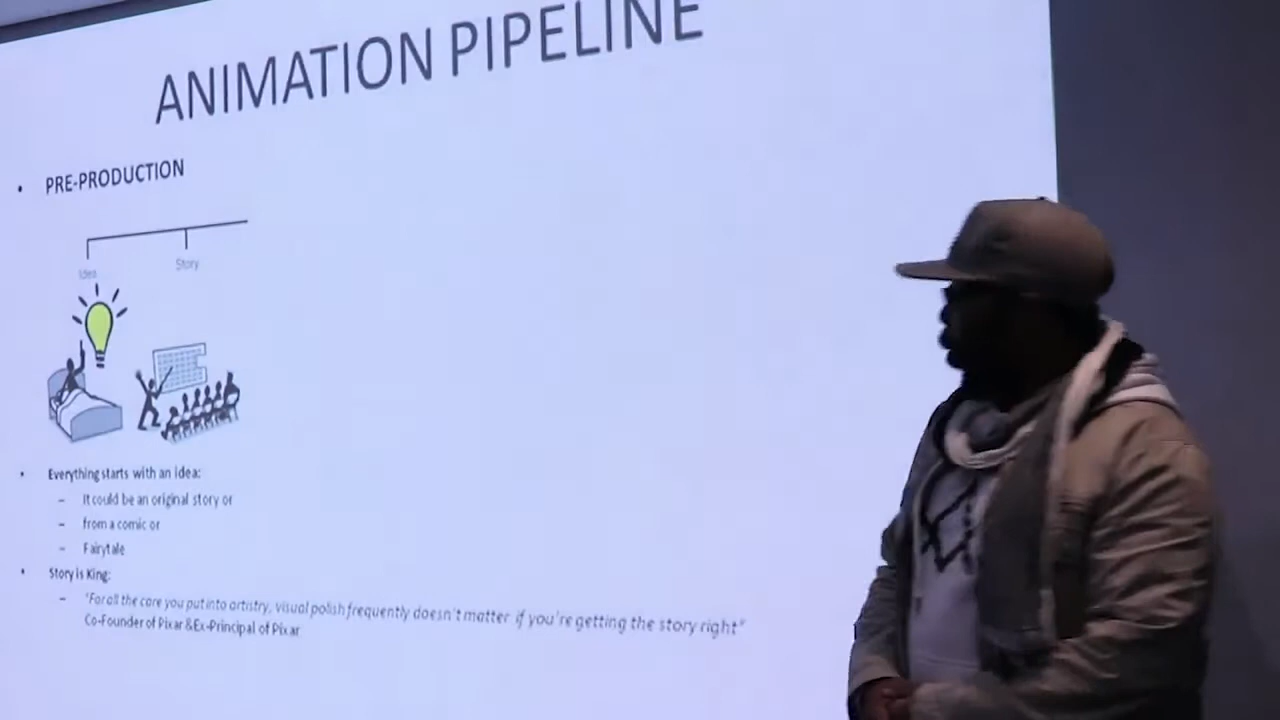 ANIMATION PIPELINE
• PRE-PRODUCTION
Idea
Story
• Everything starts with an idea:
– It could be an original story or
– from a comic or
– Fairytale
• Story is King:
– "For all the care you put into artistry, visual polish frequently doesn't matter if you're getting the story right"
Co-Founder of Pixar & Ex-Principal of Pixar